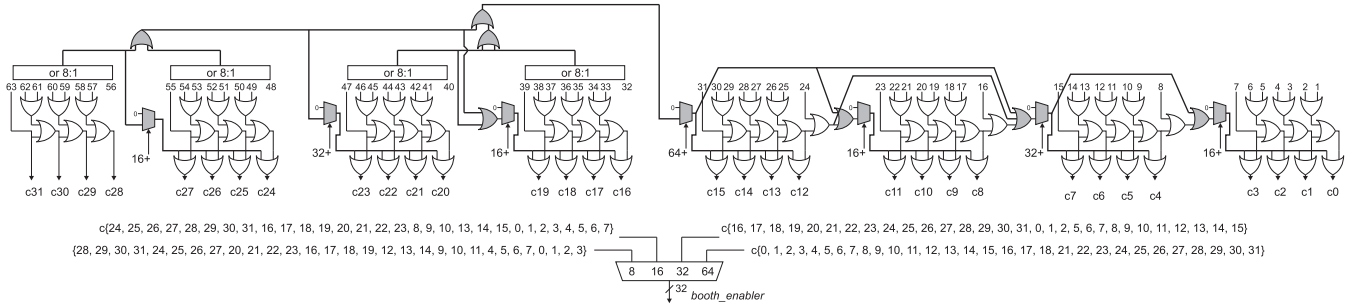 or 8:1 or 8:1 or 8:1 or 8:1
63 62 61 60 59 58 57 56 55 54 53 52 51 50 49 48 47 46 45 44 43 42 41 40 39 38 37 36 35 34 33 32 31 30 29 28 27 26 25 24 23 22 21 20 19 18 17 16 15 14 13 12 11 10 9 8 7 6 5 4 3 2 1
0 0 0 0 0 0 0
16+ 32+ 16+ 64+ 16+ 32+ 16+
c31 c30 c29 c28 c27 c26 c25 c24 c23 c22 c21 c20 c19 c18 c17 c16 c15 c14 c13 c12 c11 c10 c9 c8 c7 c6 c5 c4 c3 c2 c1 c0
c{24, 25, 26, 27, 28, 29, 30, 31, 16, 17, 18, 19, 20, 21, 22, 23, 8, 9, 10, 13, 14, 15, 0, 1, 2, 3, 4, 5, 6, 7}
c{16, 17, 18, 19, 20, 21, 22, 23, 24, 25, 26, 27, 28, 29, 30, 31, 0, 1, 2, 5, 6, 7, 8, 9, 10, 11, 12, 13, 14, 15}
{28, 29, 30, 31, 24, 25, 26, 27, 20, 21, 22, 23, 16, 17, 18, 19, 12, 13, 14, 9, 10, 11, 4, 5, 6, 7, 0, 1, 2, 3}
c{0, 1, 2, 3, 4, 5, 6, 7, 8, 9, 10, 11, 12, 13, 14, 15, 16, 17, 18, 21, 22, 23, 24, 25, 26, 27, 28, 29, 30, 31}
8 16 32 64
32
booth_enabler